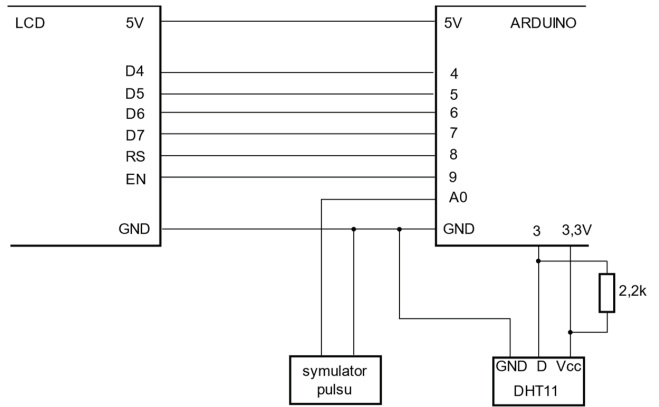 LCD 5V 5V ARDUINO
D4 4
D5 5
D6 6
D7 7
RS 8
EN 9
A0
GND GND 3 3,3V
2,2k
symulator
pulsu
GND D Vcc
DHT11